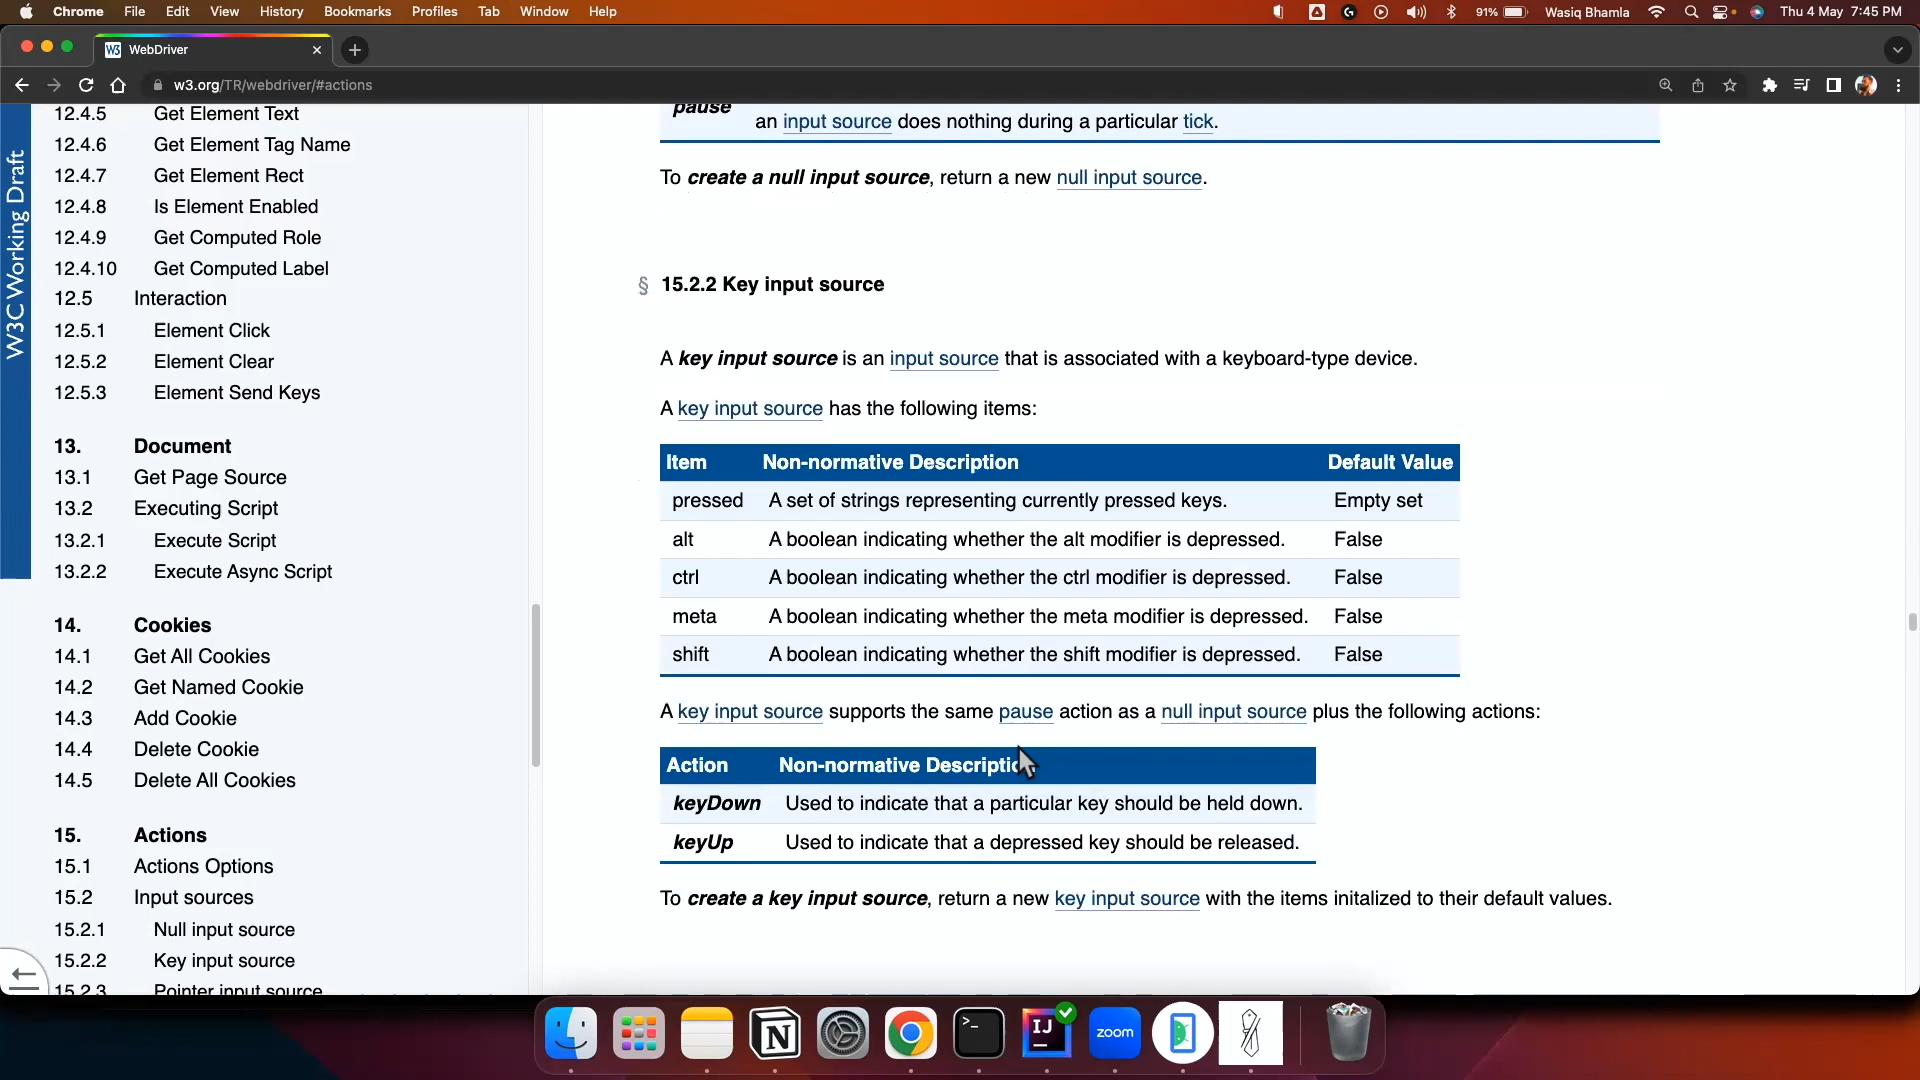 Chrome File Edit View History Bookmarks Profiles Tab Window Help 91% Wasiq Bhamla Thu 4 May 7:45 PM
WebDriver
w3.org/TR/webdriver/#actions
W3C Working Draft
12.4.5 Get Element Text
12.4.6 Get Element Tag Name
12.4.7 Get Element Rect
12.4.8 Is Element Enabled
12.4.9 Get Computed Role
12.4.10 Get Computed Label
12.5 Interaction
12.5.1 Element Click
12.5.2 Element Clear
12.5.3 Element Send Keys
13. Document
13.1 Get Page Source
13.2 Executing Script
13.2.1 Execute Script
13.2.2 Execute Async Script
14. Cookies
14.1 Get All Cookies
14.2 Get Named Cookie
14.3 Add Cookie
14.4 Delete Cookie
14.5 Delete All Cookies
15. Actions
15.1 Actions Options
15.2 Input sources
15.2.1 Null input source
15.2.2 Key input source
15.2.3 Pointer input source
pause
an input source does nothing during a particular tick.
To create a null input source, return a new null input source.
§ 15.2.2 Key input source
A key input source is an input source that is associated with a keyboard-type device.
A key input source has the following items:
Item Non-normative Description Default Value
pressed A set of strings representing currently pressed keys. Empty set
alt A boolean indicating whether the alt modifier is depressed. False
ctrl A boolean indicating whether the ctrl modifier is depressed. False
meta A boolean indicating whether the meta modifier is depressed. False
shift A boolean indicating whether the shift modifier is depressed. False
A key input source supports the same pause action as a null input source plus the following actions:
Action Non-normative Description
keyDown Used to indicate that a particular key should be held down.
keyUp Used to indicate that a depressed key should be released.
To create a key input source, return a new key input source with the items initalized to their default values.
IJ
zoom